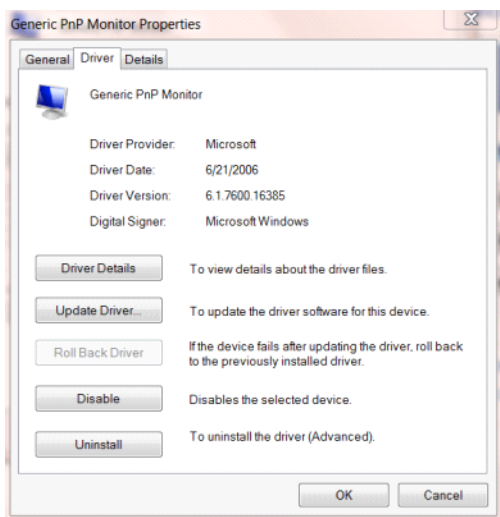 Generic PnP Monitor Properties
General Driver Details
Generic PnP Monitor
Driver Provider: Microsoft
Driver Date: 6/21/2006
Driver Version: 6.1.7600.16385
Digital Signer: Microsoft Windows
Driver Details To view details about the driver files.
Update Driver... To update the driver software for this device.
Roll Back Driver If the device fails after updating the driver, roll back
to the previously installed driver.
Disable Disables the selected device.
Uninstall To uninstall the driver (Advanced).
OK Cancel